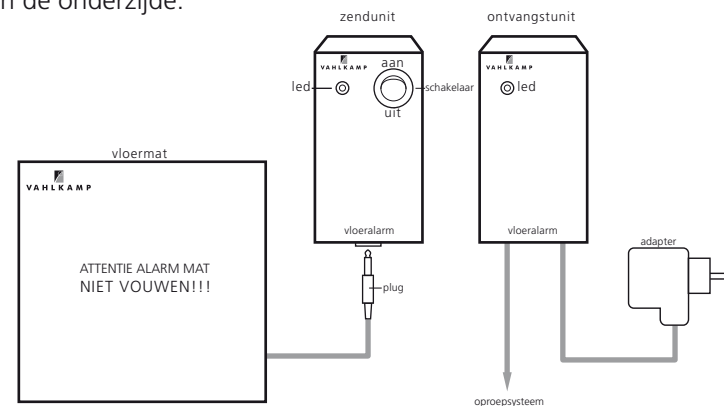 n de onderzijde.
zendunit
ontvangstunit
VAHLKAMP
aan
led
schakelaar
uit
vloeralarm
VAHLKAMP
led
vloeralarm
vloermat
VAHLKAMP
ATTENTIE ALARM MAT
NIET VOUWEN!!!
plug
adapter
oproepsysteem